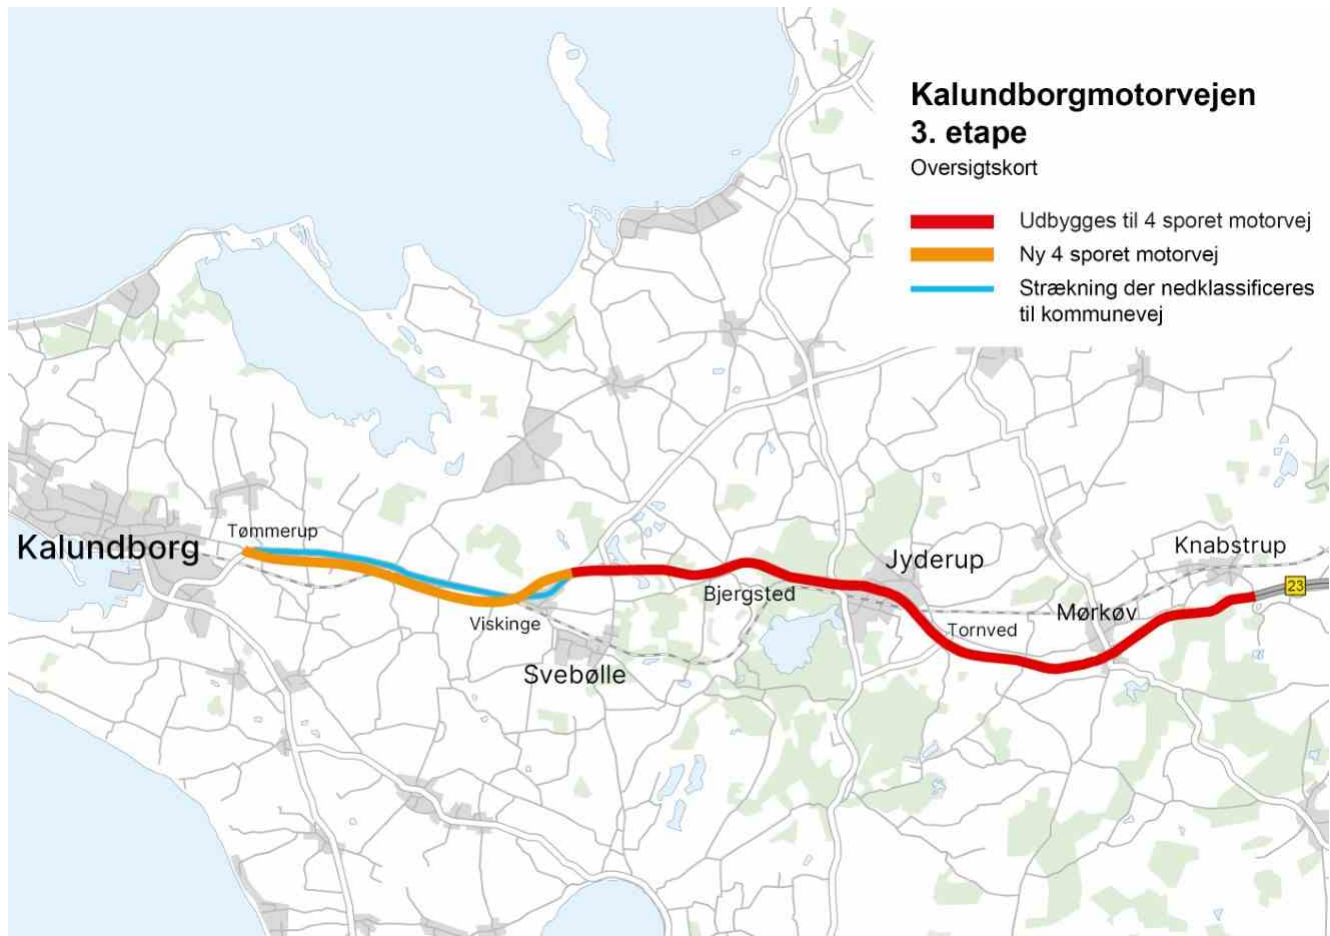 Kalundborgmotorvejen
3. etape
Oversigtskort
Udbygges til 4 sporet motorvej
Ny 4 sporet motorvej
Strækning der nedklassificeres
til kommunevej
Tømmerup
Kalundborg
Knabstrup
Jyderup
23
Bjergsted
Mørkøv
Viskinge
Tornved
Svebølle